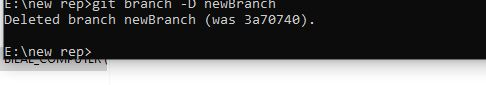 E:\new rep>git branch -D newBranch
Deleted branch newBranch (was 3a70740).
E:\new rep>